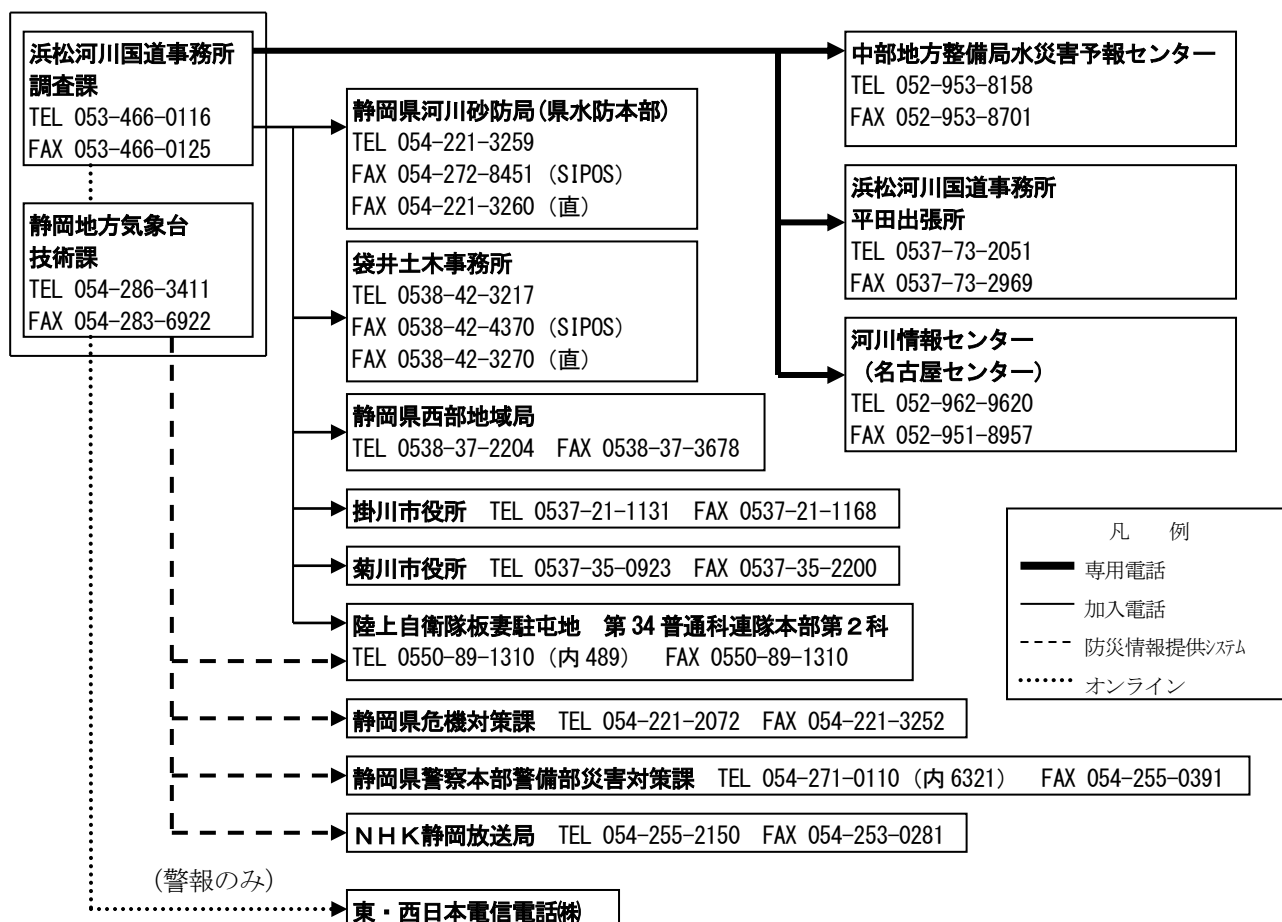 浜松河川国道事務所
調査課
TEL 053-466-0116
FAX 053-466-0125
静岡地方気象台
技術課
TEL 054-286-3411
FAX 054-283-6922
静岡県河川砂防局(県水防本部)
TEL 054-221-3259
FAX 054-272-8451 (SIPOS)
FAX 054-221-3260 (直)
袋井土木事務所
TEL 0538-42-3217
FAX 0538-42-4370 (SIPOS)
FAX 0538-42-3270 (直)
静岡県西部地域局
TEL 0538-37-2204 FAX 0538-37-3678
掛川市役所 TEL 0537-21-1131 FAX 0537-21-1168
菊川市役所 TEL 0537-35-0923 FAX 0537-35-2200
陸上自衛隊板妻駐屯地 第34普通科連隊本部第2科
TEL 0550-89-1310 (内489) FAX 0550-89-1310
静岡県危機対策課 TEL 054-221-2072 FAX 054-221-3252
静岡県警察本部警備部災害対策課 TEL 054-271-0110 (内6321) FAX 054-255-0391
NHK静岡放送局 TEL 054-255-2150 FAX 054-253-0281
(警報のみ)
東・西日本電信電話㈱
中部地方整備局水災害予報センター
TEL 052-953-8158
FAX 052-953-8701
浜松河川国道事務所
平田出張所
TEL 0537-73-2051
FAX 0537-73-2969
河川情報センター
(名古屋センター)
TEL 052-962-9620
FAX 052-951-8957
凡 例
専用電話
加入電話
防災情報提供システム
オンライン